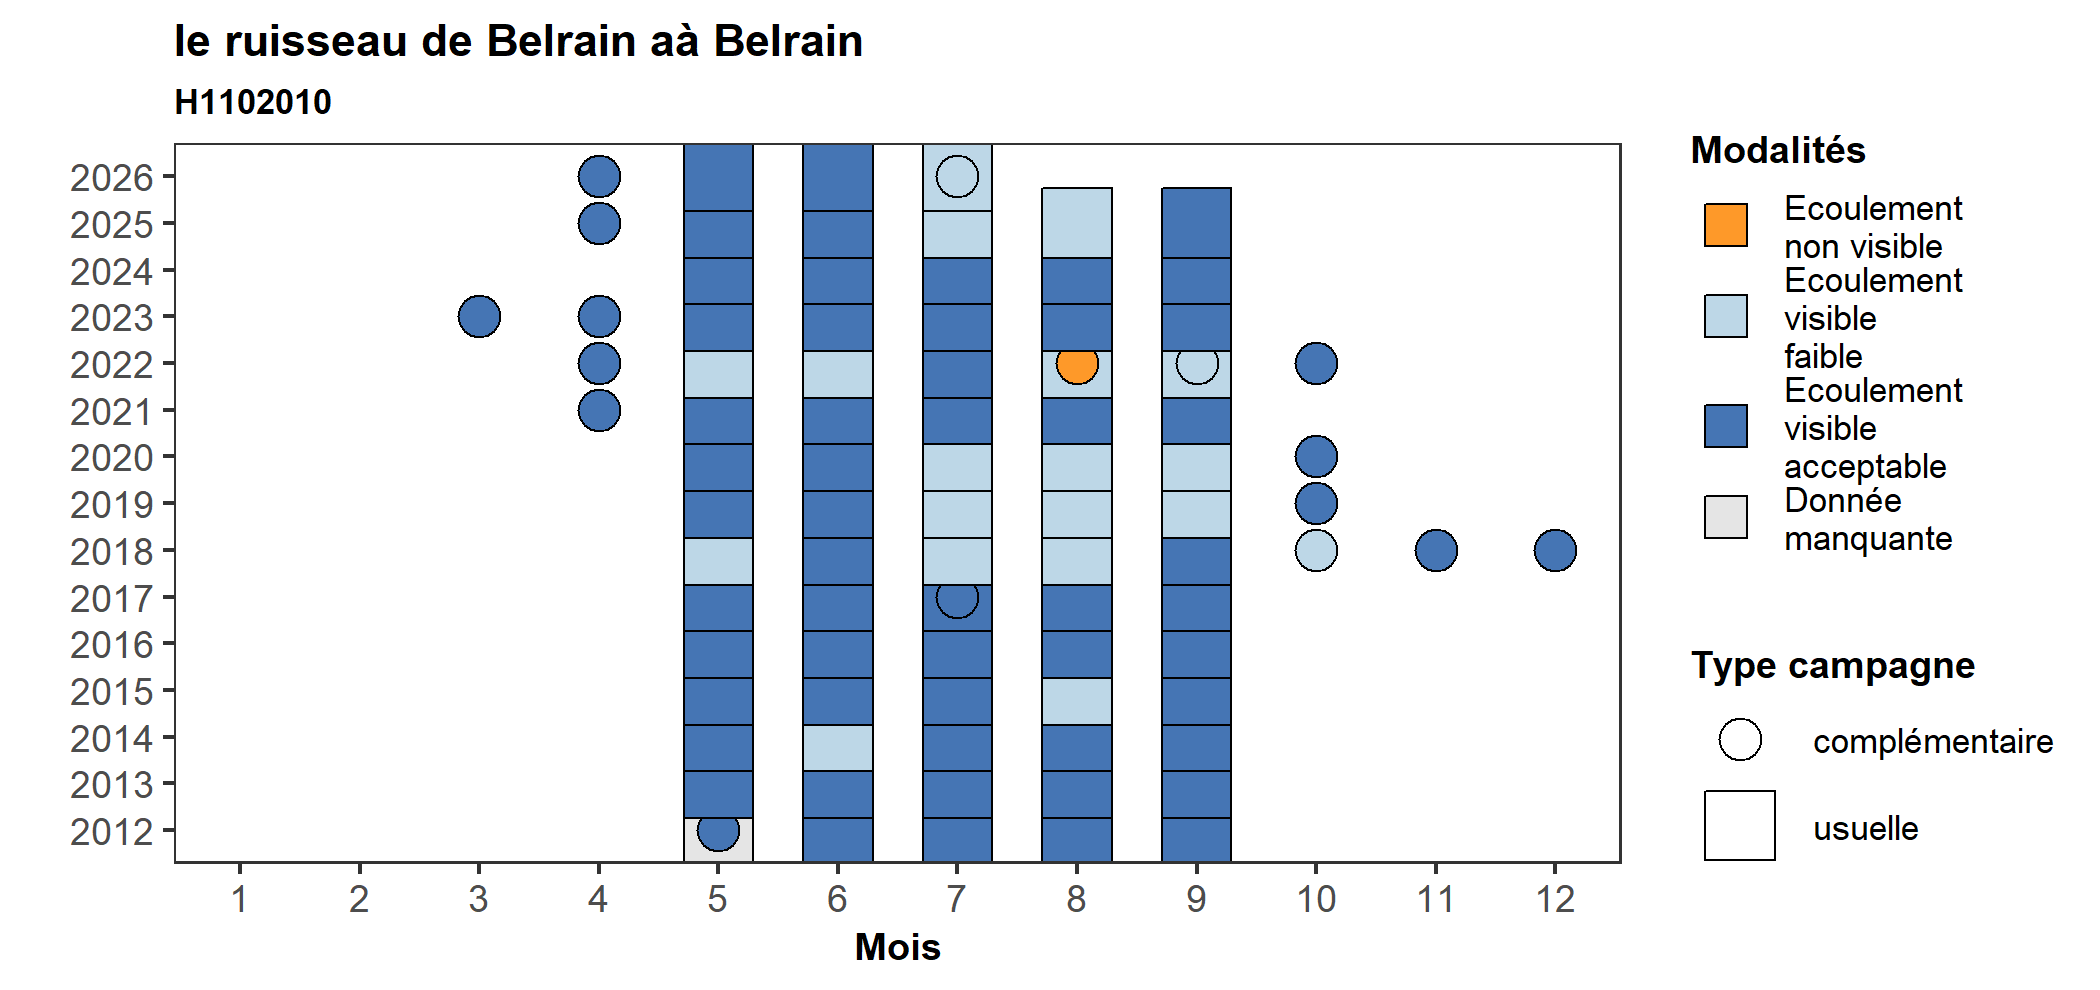 le ruisseau de Belrain aà Belrain
H1102010
2026
2025
2024
2023
2022
2021
2020
2019
2018
2017
2016
2015
2014
2013
2012
1 2 3 4 5 6 7 8 9 10 11 12
Mois
Modalités
Ecoulement
non visible
Ecoulement
visible
faible
Ecoulement
visible
acceptable
Donnée
manquante
Type campagne
complémentaire
usuelle